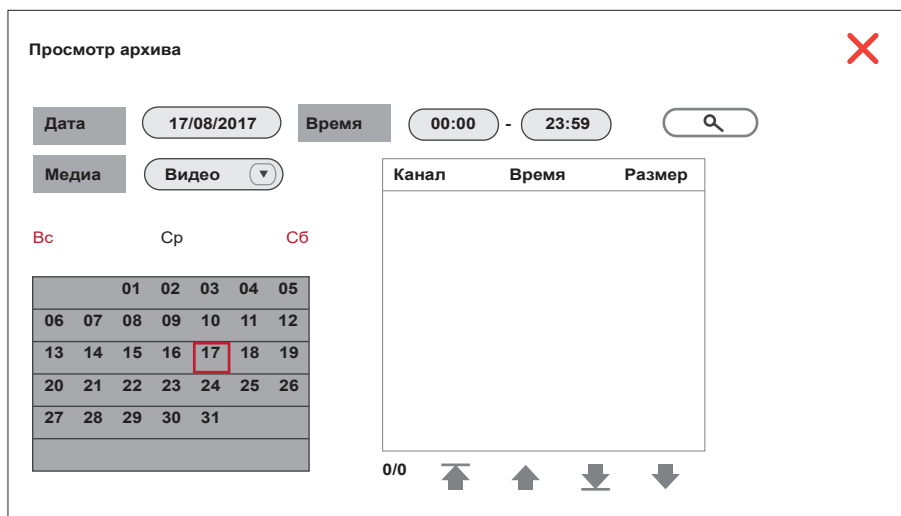 Просмотр архива
Дата 17/08/2017 Время 00:00 - 23:59
Медиа Видео
Канал Время Размер
Вс Ср Сб
01 02 03 04 05
06 07 08 09 10 11 12
13 14 15 16 17 18 19
20 21 22 23 24 25 26
27 28 29 30 31
0/0